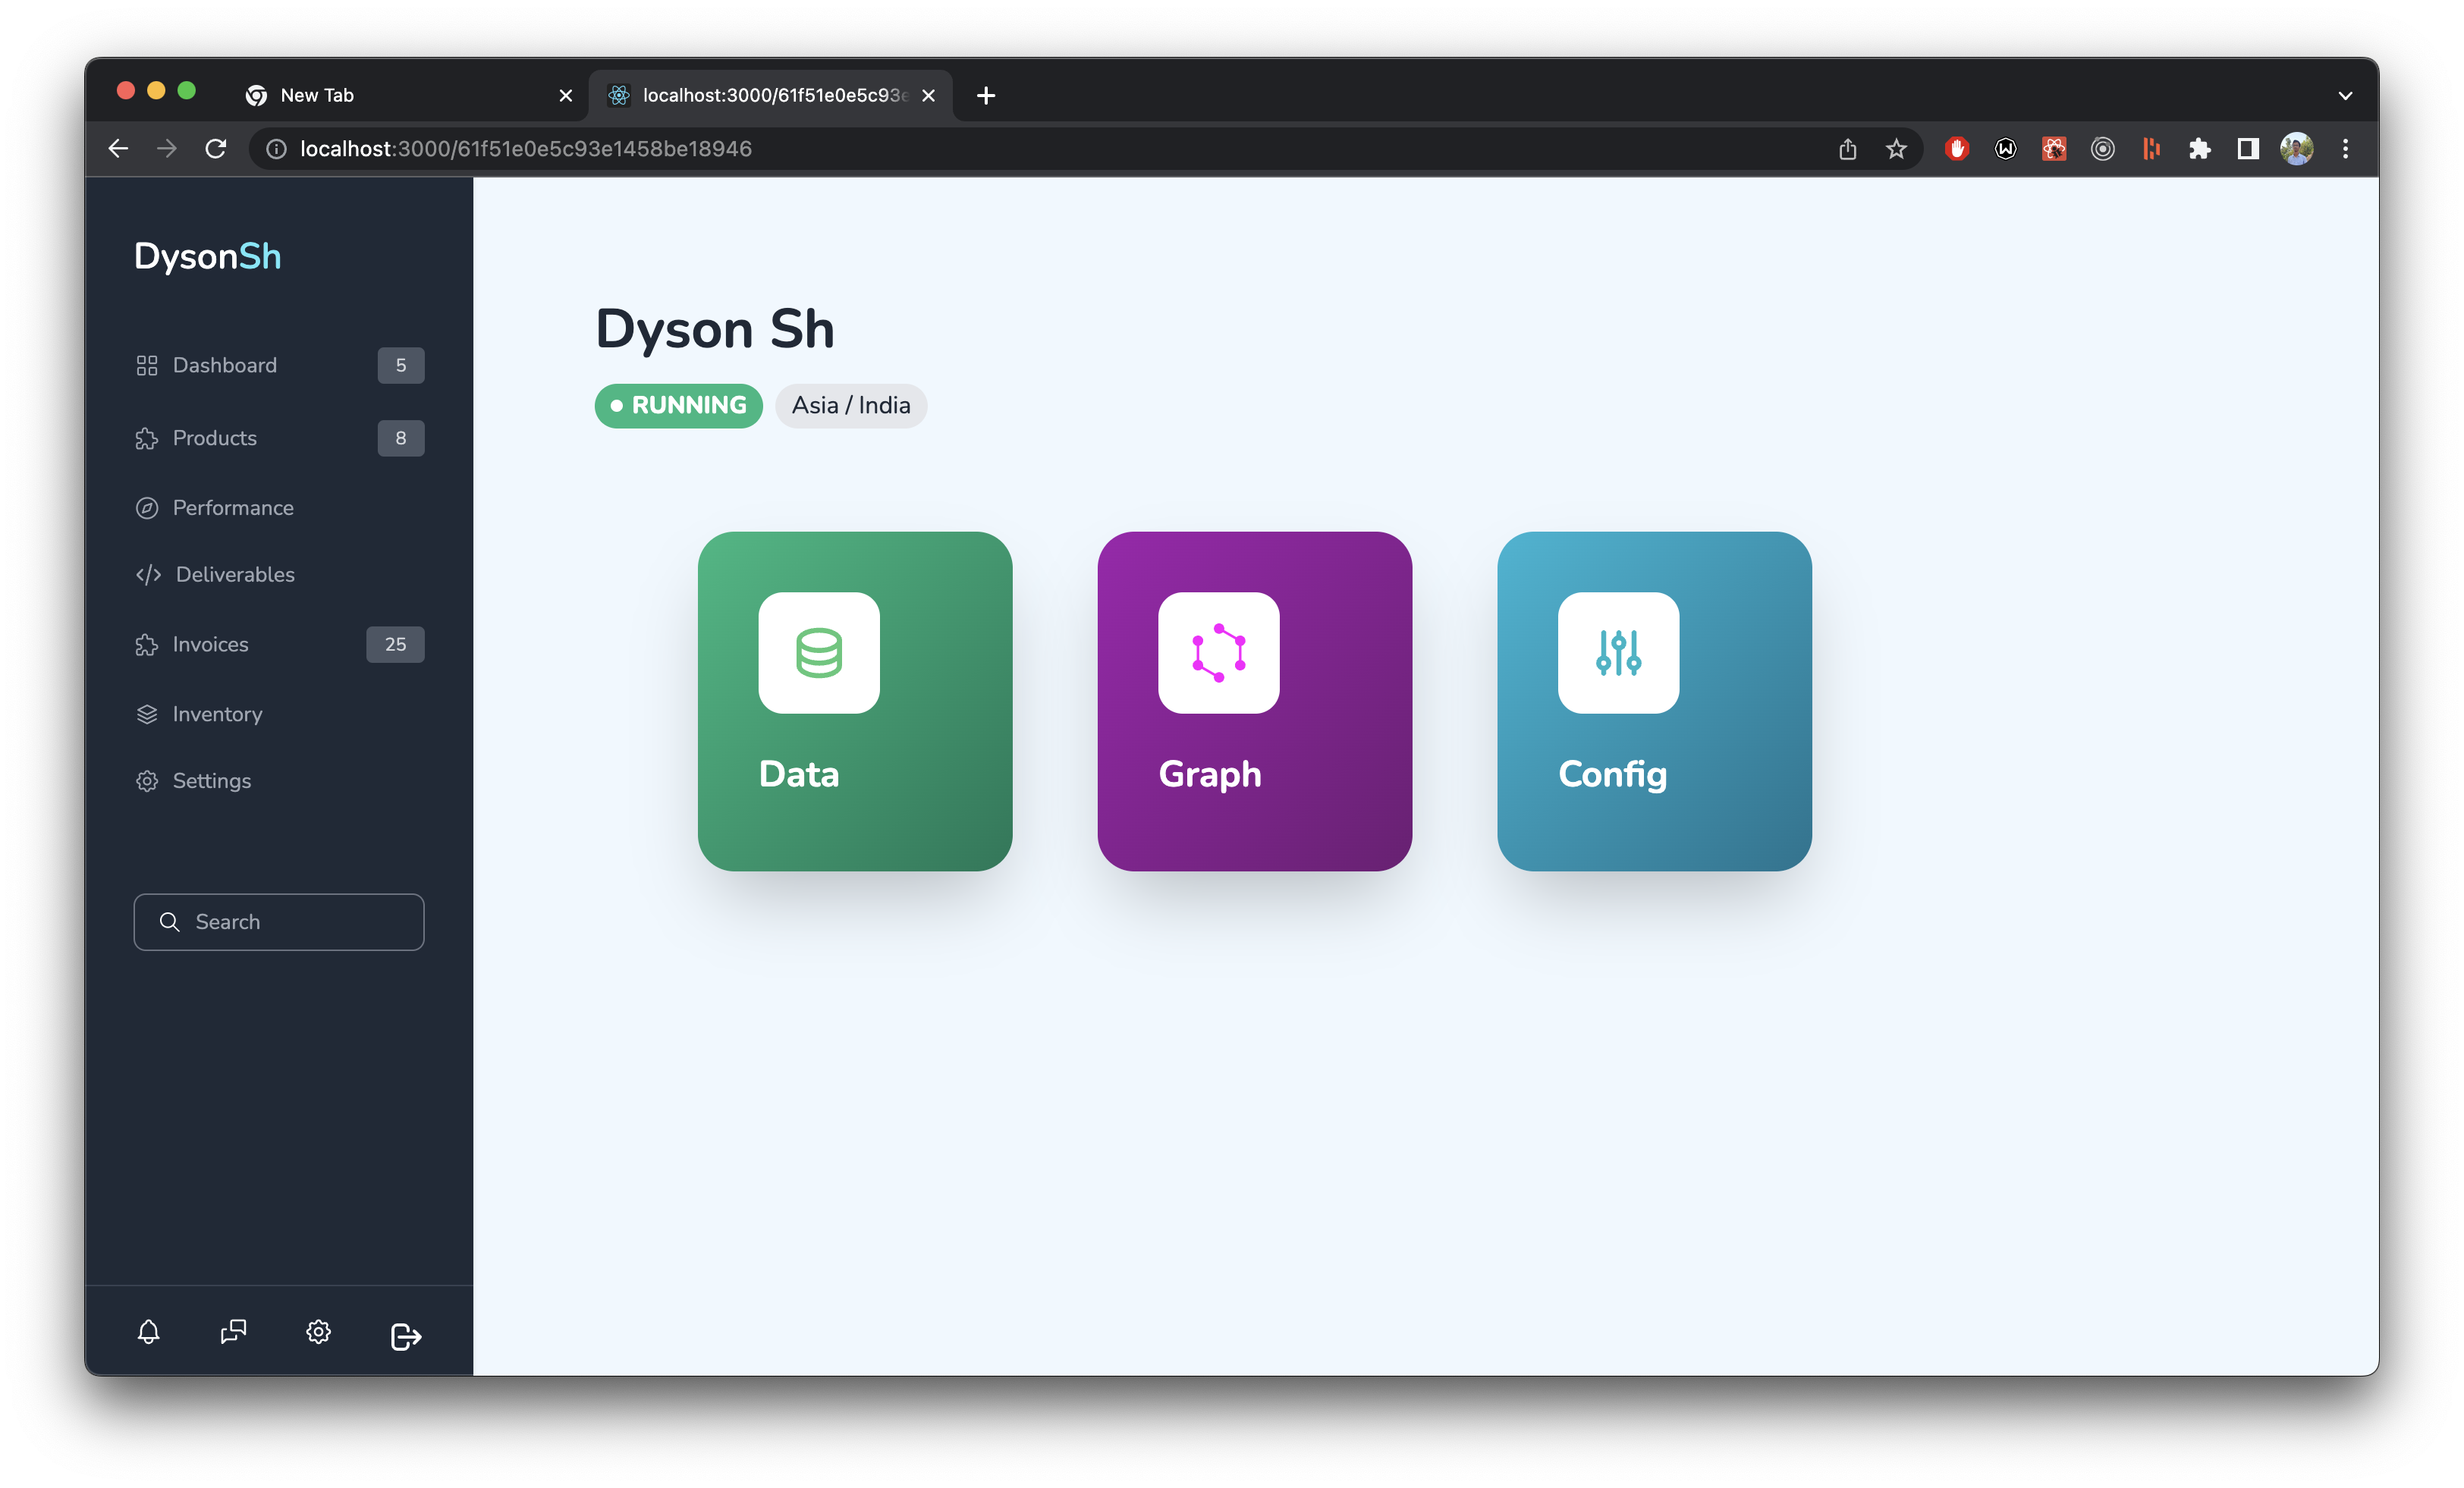 New Tab
localhost:3000/61f51e0e5c93e
localhost:3000/61f51e0e5c93e1458be18946
DysonSh
Dashboard 5
Products 8
Performance
Deliverables
Invoices 25
Inventory
Settings
Search
Dyson Sh
RUNNING Asia / India
Data Graph Config